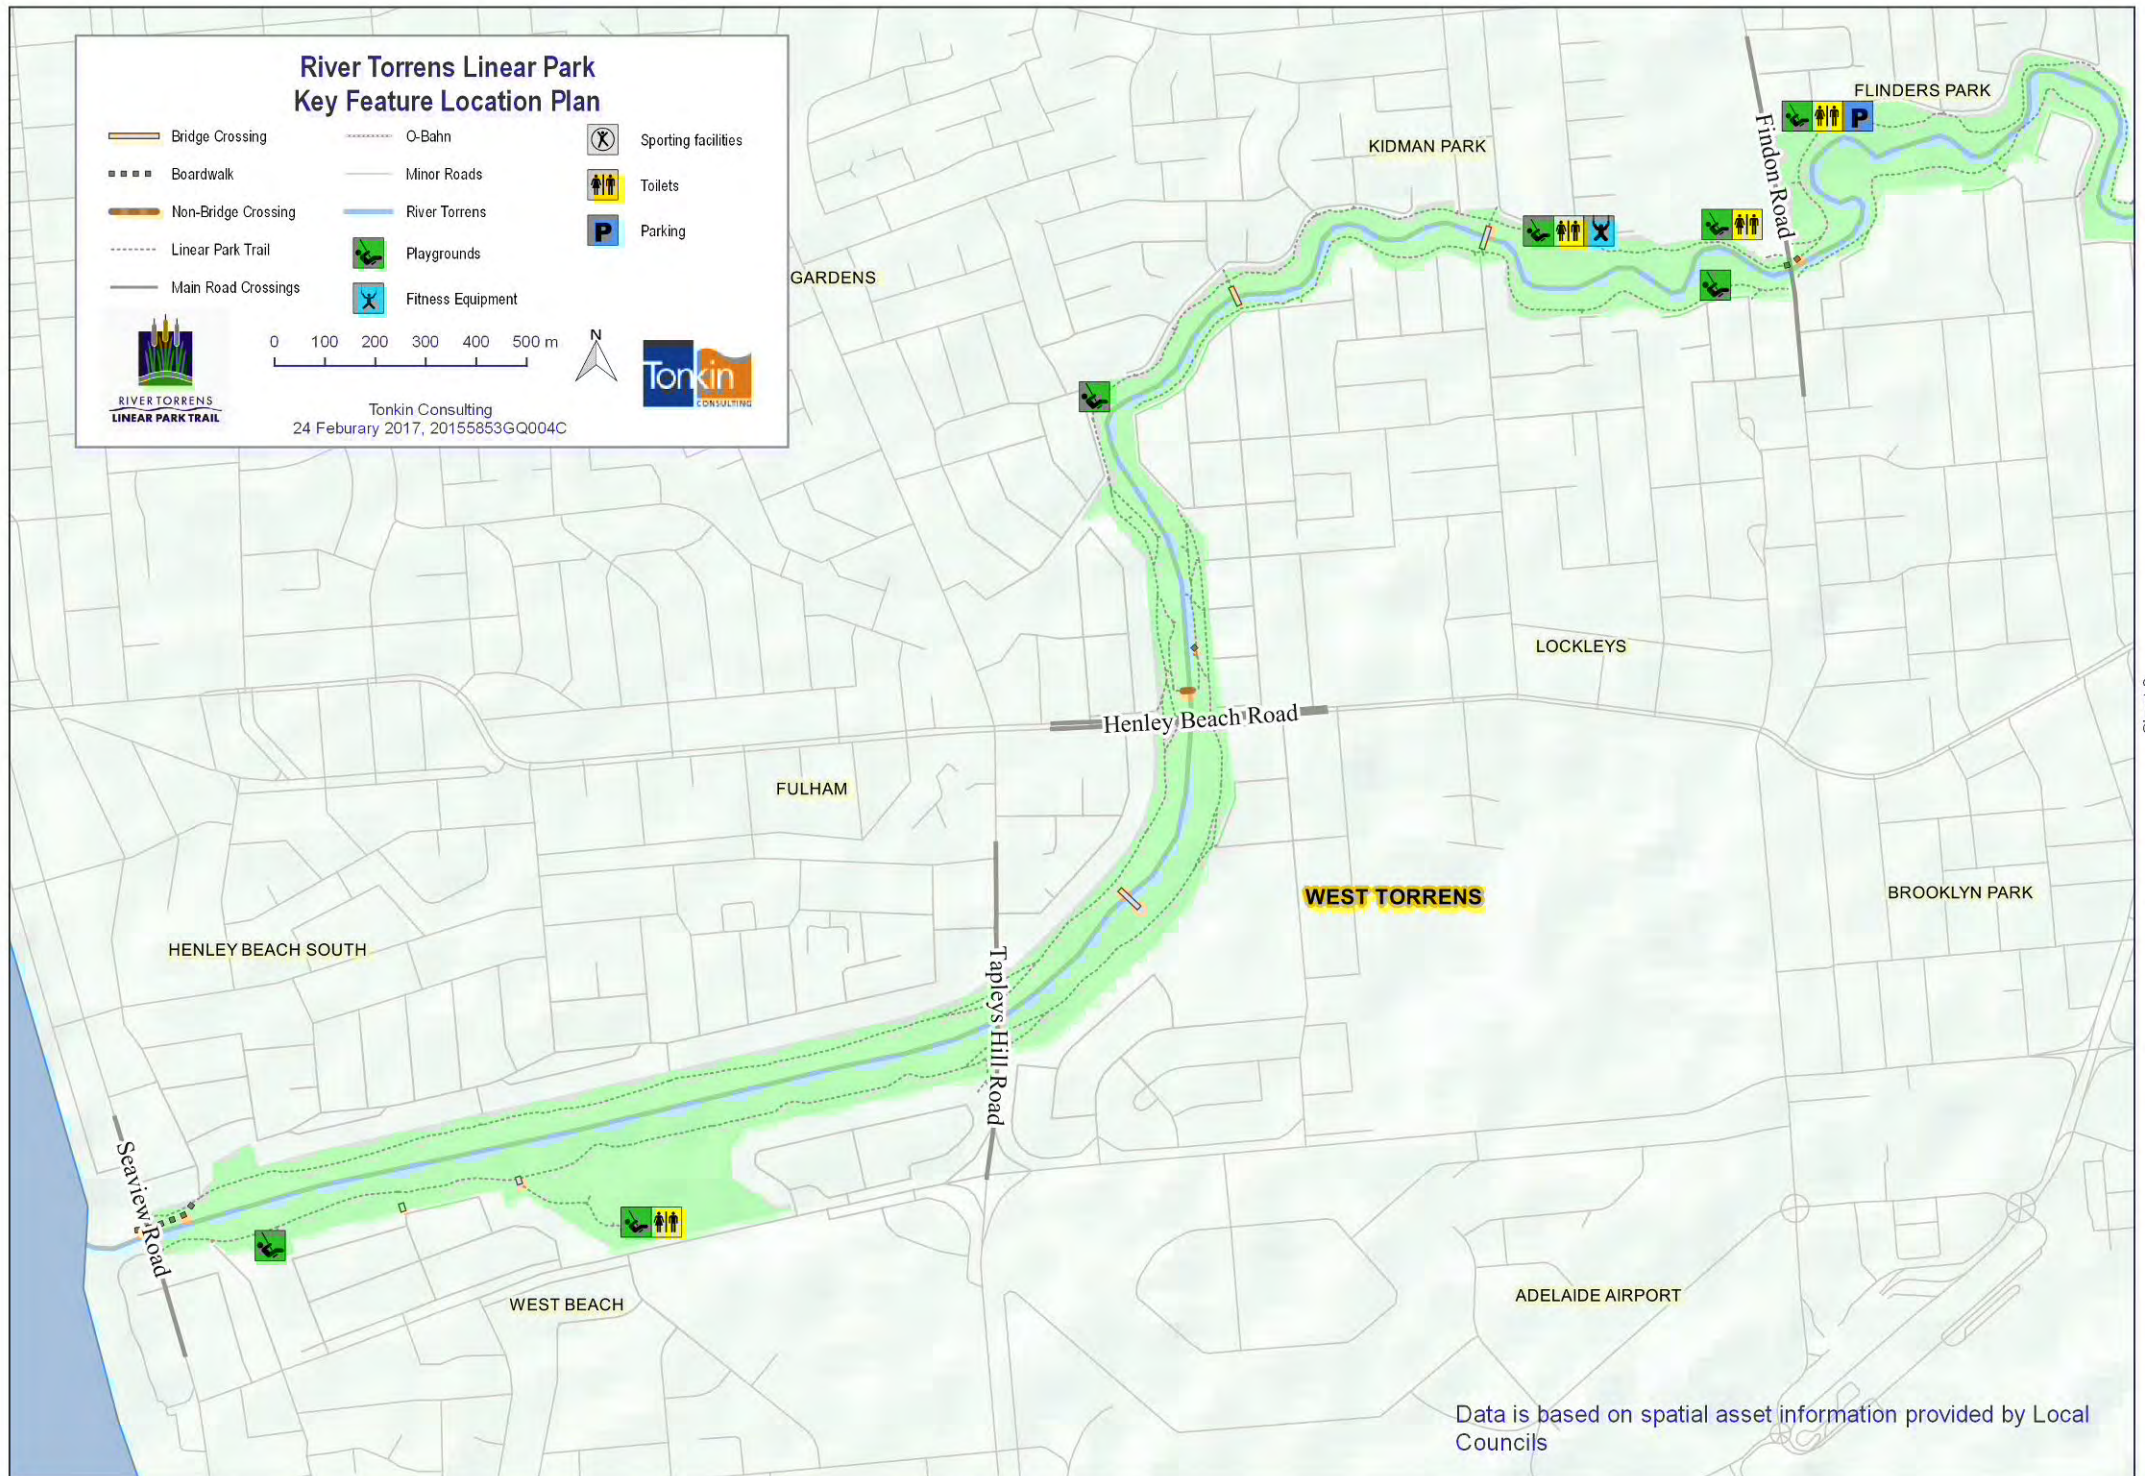 River Torrens Linear Park
Key Feature Location Plan
Bridge Crossing
Boardwalk
Non-Bridge Crossing
Linear Park Trail
Main Road Crossings
O-Bahn
Minor Roads
River Torrens
Playgrounds
Fitness Equipment
Sporting facilities
Toilets
P
Parking
0 100 200 300 400 500 m
N
RIVER TORRENS
LINEAR PARK TRAIL
Tonkin
CONSULTING
Tonkin Consulting
24 Feburary 2017, 20155853GQ004C
FLINDERS PARK
P
Findon Road
KIDMAN PARK
GARDENS
LOCKLEYS
Henley Beach Road
FULHAM
WEST TORRENS
BROOKLYN PARK
HENLEY BEACH SOUTH
Tapleys Hill Road
Seaview Road
WEST BEACH
ADELAIDE AIRPORT
Data is based on spatial asset information provided by Local
Councils